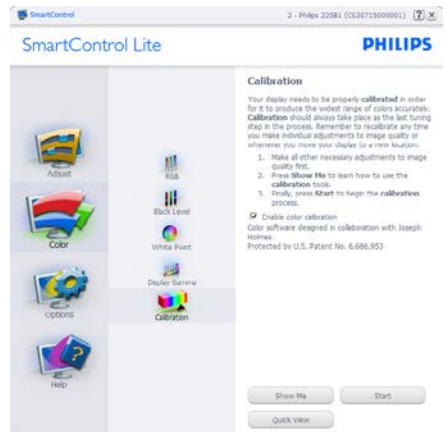 SmartControl
2 - Philips 225B1 (CS30715000001)
SmartControl Lite
PHILIPS
Adjust
Color
Options
Help
RGB
Black Level
White Point
Display Gamma
Calibration
Calibration
Your display needs to be properly calibrated in order
for it to produce the widest range of colors accurately.
Calibration should always take place as the last tuning
step in the process. Remember to recalibrate any time
you make individual adjustments to image quality or
whenever you move your display to a new location.
1. Make all other necessary adjustments to image
quality first.
2. Press Show Me to learn how to use the
calibration tools.
3. Finally, press Start to begin the calibration
process.
Enable color calibration
Color software designed in collaboration with Joseph
Holmes.
Protected by U.S. Patent No. 6,686,953
Show Me
Start
Quick View